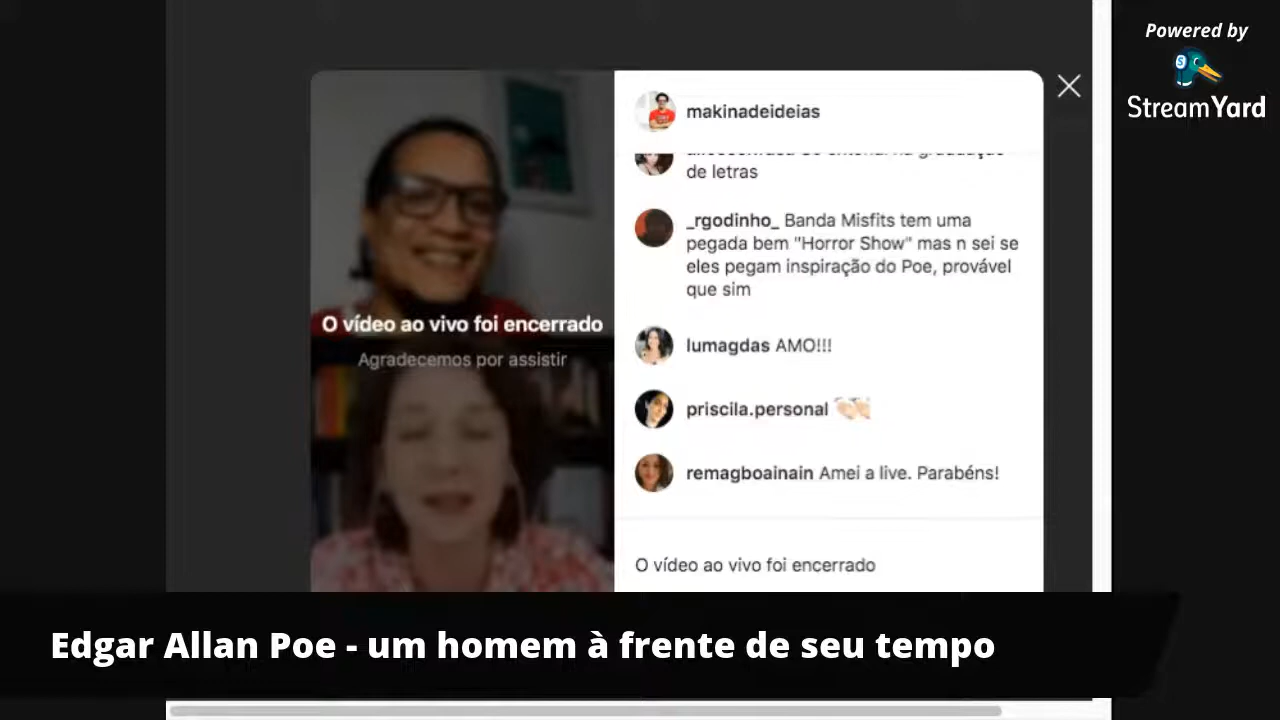 Powered by
StreamYard
makinadeideias
de letras
_rgodinho_ Banda Misfits tem uma
pegada bem "Horror Show" mas n sei se
eles pegam inspiração do Poe, provável
que sim
O vídeo ao vivo foi encerrado
Agradecemos por assistir
lumagdas AMO!!!
priscila.personal 👏🏻👏🏻
remagboainain Amei a live. Parabéns!
O vídeo ao vivo foi encerrado
Edgar Allan Poe - um homem à frente de seu tempo